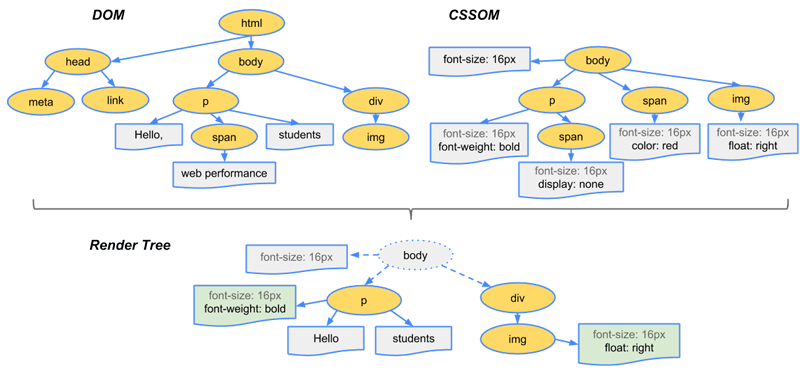 DOM
html
head
body
meta
link
p
div
Hello,
span
students
img
web performance
CSSOM
font-size: 16px
body
p
span
img
font-size: 16px
font-weight: bold
span
font-size: 16px
color: red
font-size: 16px
float: right
font-size: 16px
display: none
Render Tree
font-size: 16px
body
font-size: 16px
font-weight: bold
p
div
Hello
students
img
font-size: 16px
float: right